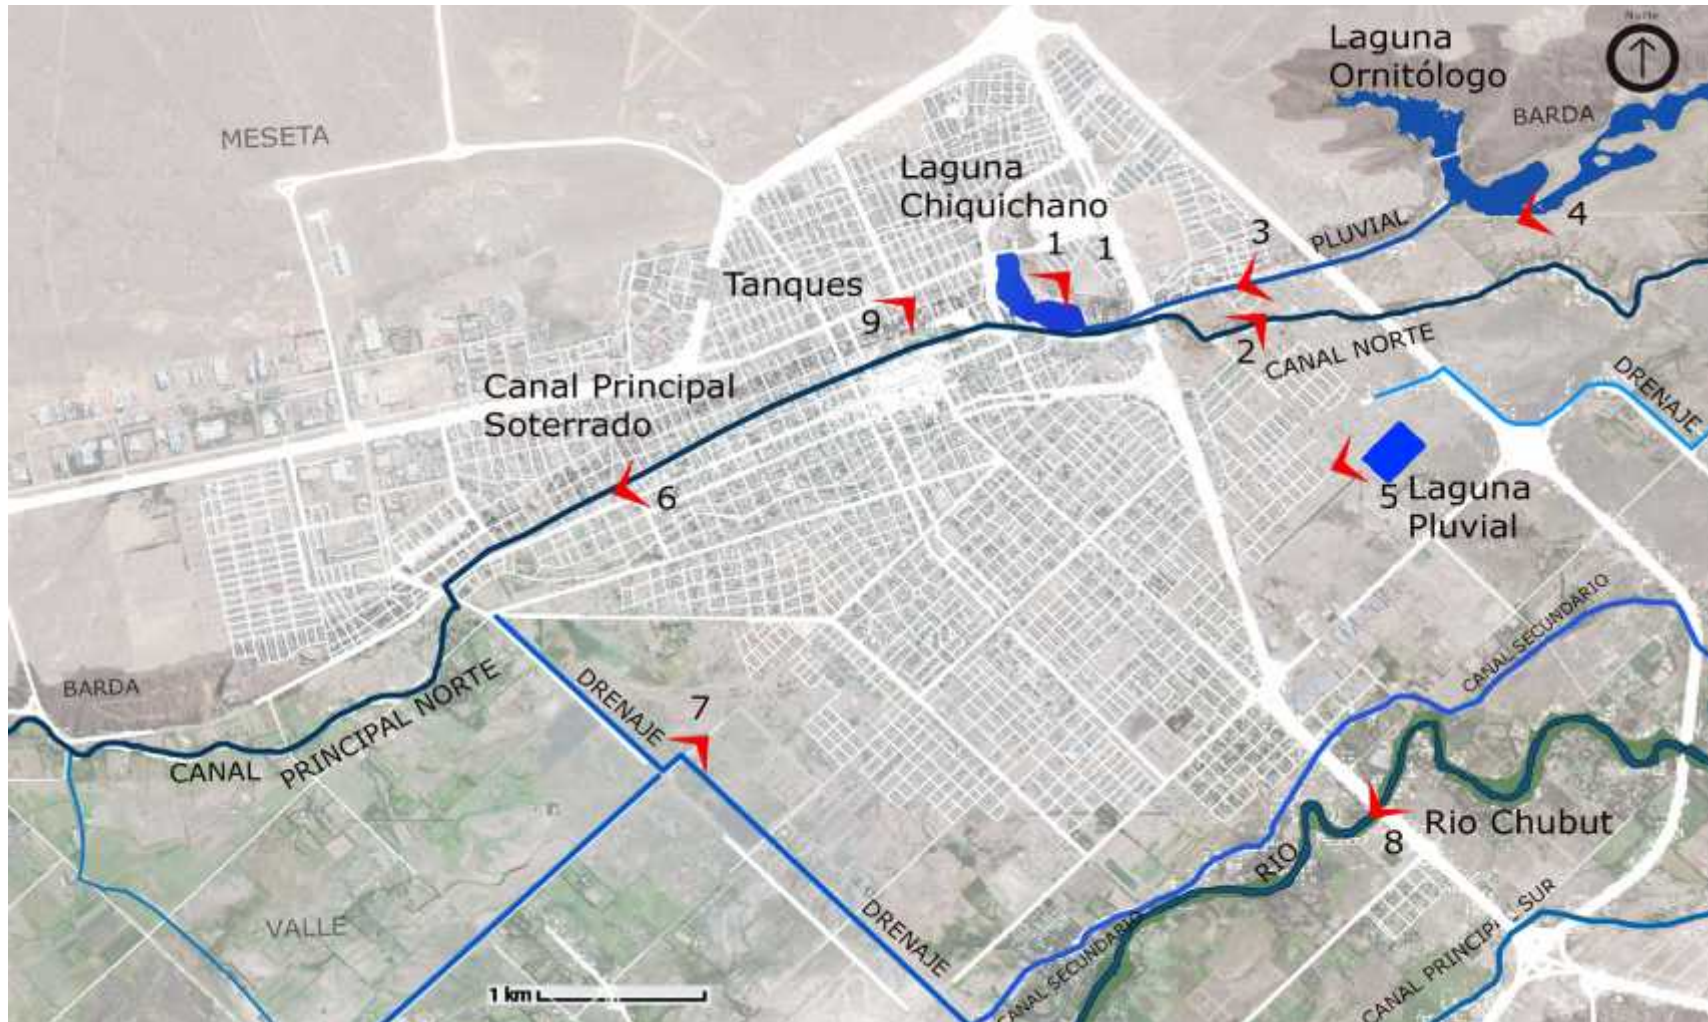 Norte
Laguna
Ornitólogo
BARDA
MESETA
Laguna
Chiquichano
1
1
3
PLUVIAL
4
Tanques
9
2
CANAL NORTE
DRENAJE
Canal Principal
Soterrado
6
5
Laguna
Pluvial
CANAL SECUNDARIO
BARDA
CANAL PRINCIPAL NORTE
DRENAJE
7
8
Rio Chubut
RIO
VALLE
DRENAJE
CANAL SECUNDARIO
CANAL PRINCIPAL SUR
1 km